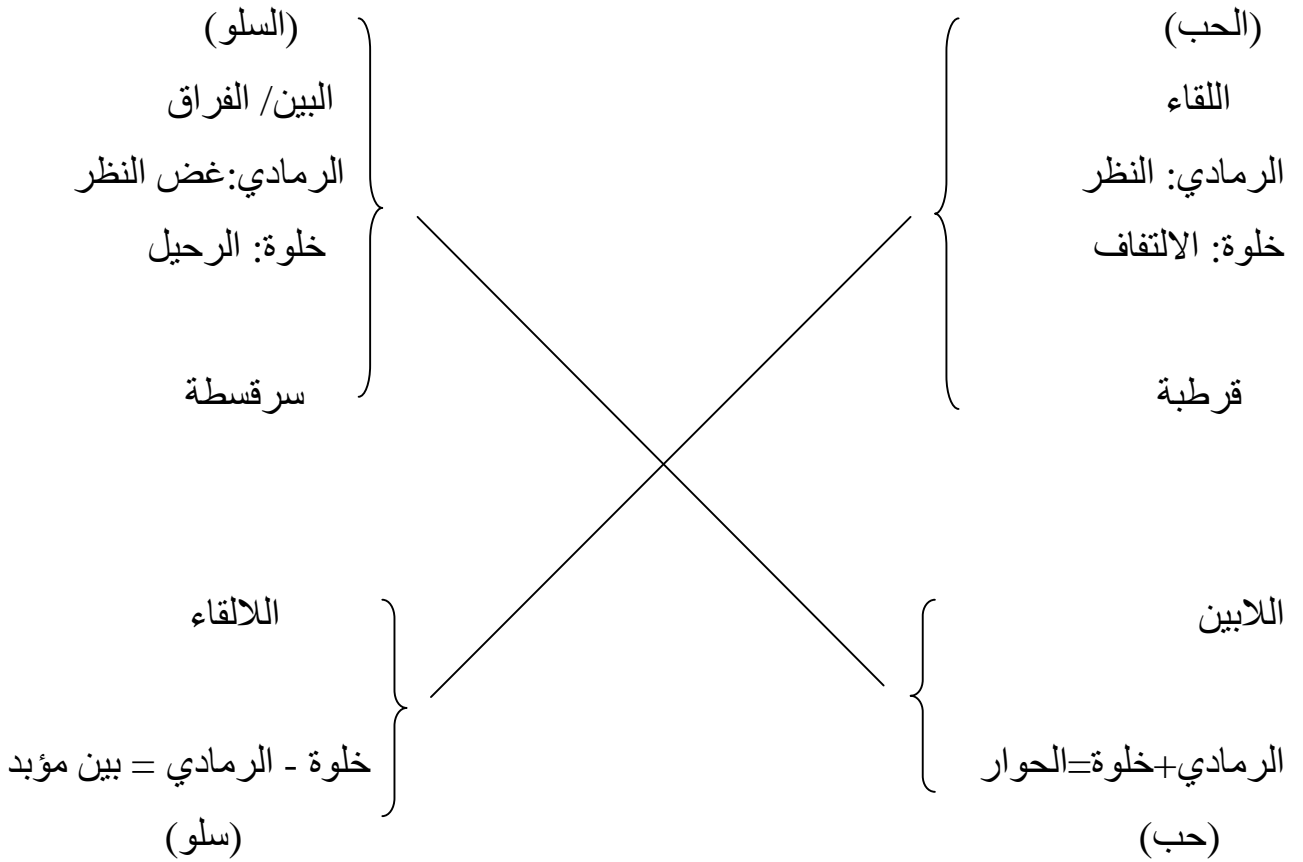 (الحب) (السلو)
اللقاء البين/ الفراق
الرمادي: النظر الرمادي:غض النظر
خلوة: الالتفاف خلوة: الرحيل
قرطبة سرقسطة
اللابين اللالقاء
الرمادي+خلوة=الحوار خلوة - الرمادي = بين مؤبد
(حب) (سلو)